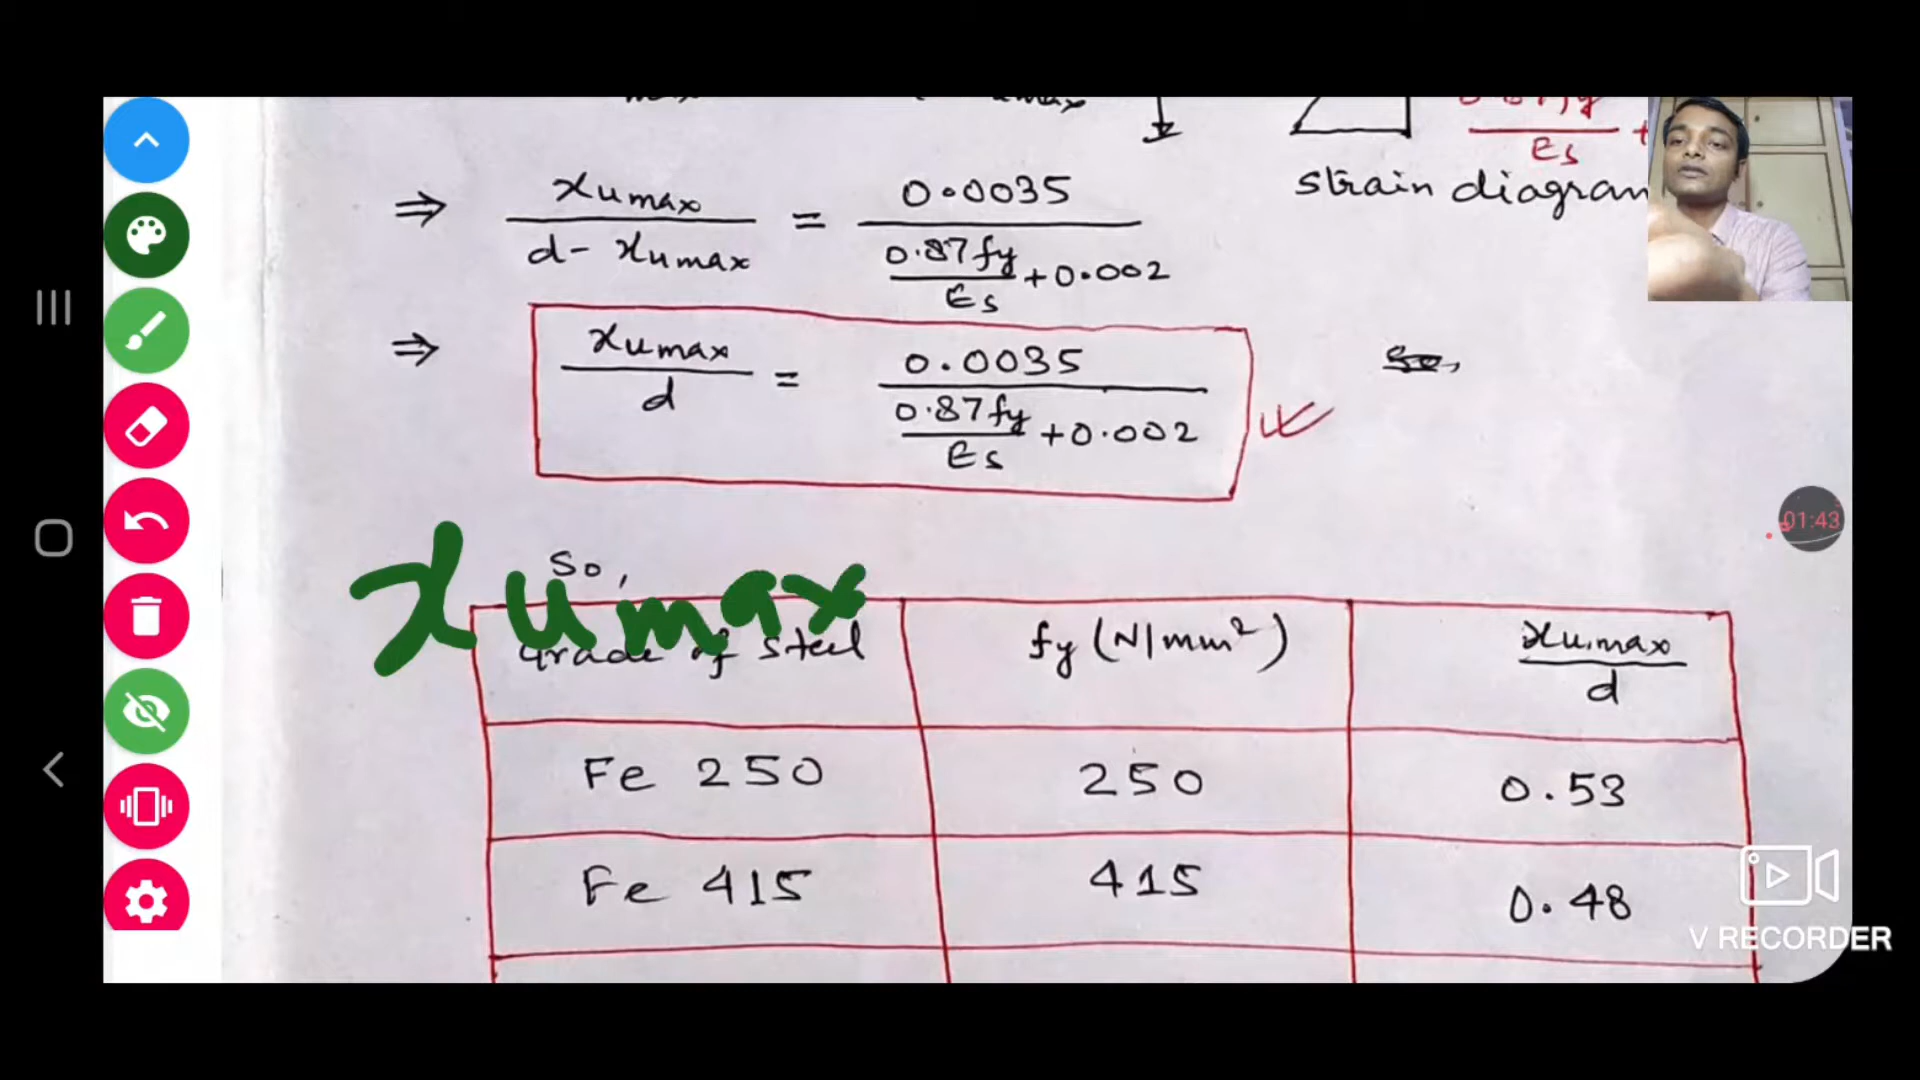 0.87fy
Es +
strain diagram
⇒ xumax / d - xumax = 0.0035 / (0.87fy / Es + 0.002)
⇒ xumax / d = 0.0035 / (0.87fy / Es + 0.002)
01:43
So,
xumax
Grade of steel fy (N/mm²) xumax / d
Fe 250 250 0.53
Fe 415 415 0.48
V RECORDER